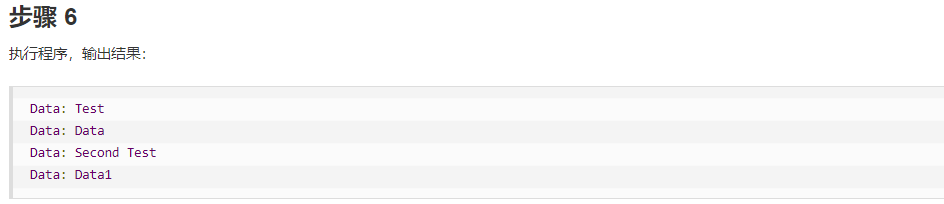 步骤 6
执行程序，输出结果：
Data: Test
Data: Data
Data: Second Test
Data: Data1